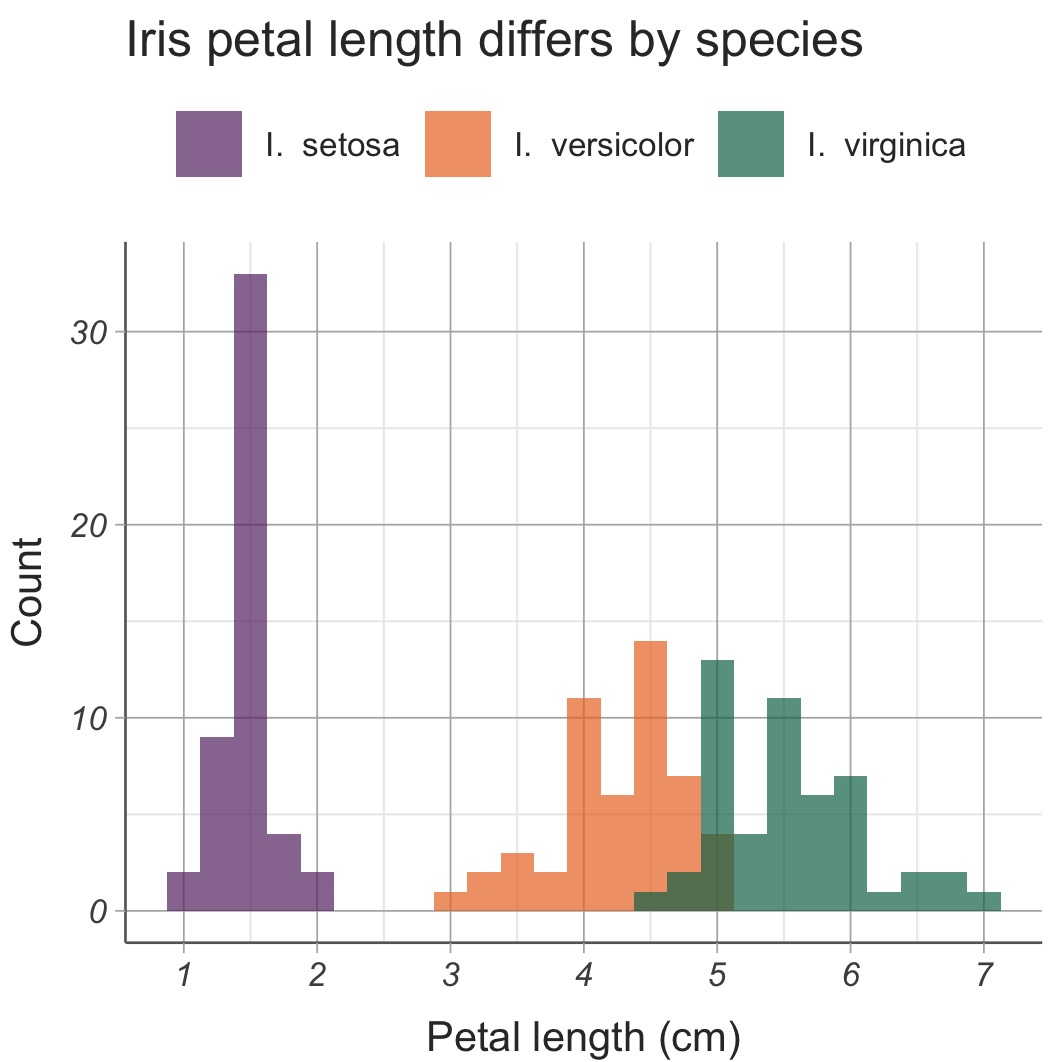 Iris petal length differs by species
I. setosa I. versicolor I. virginica
30
20
10
0
Count
1 2 3 4 5 6 7
Petal length (cm)